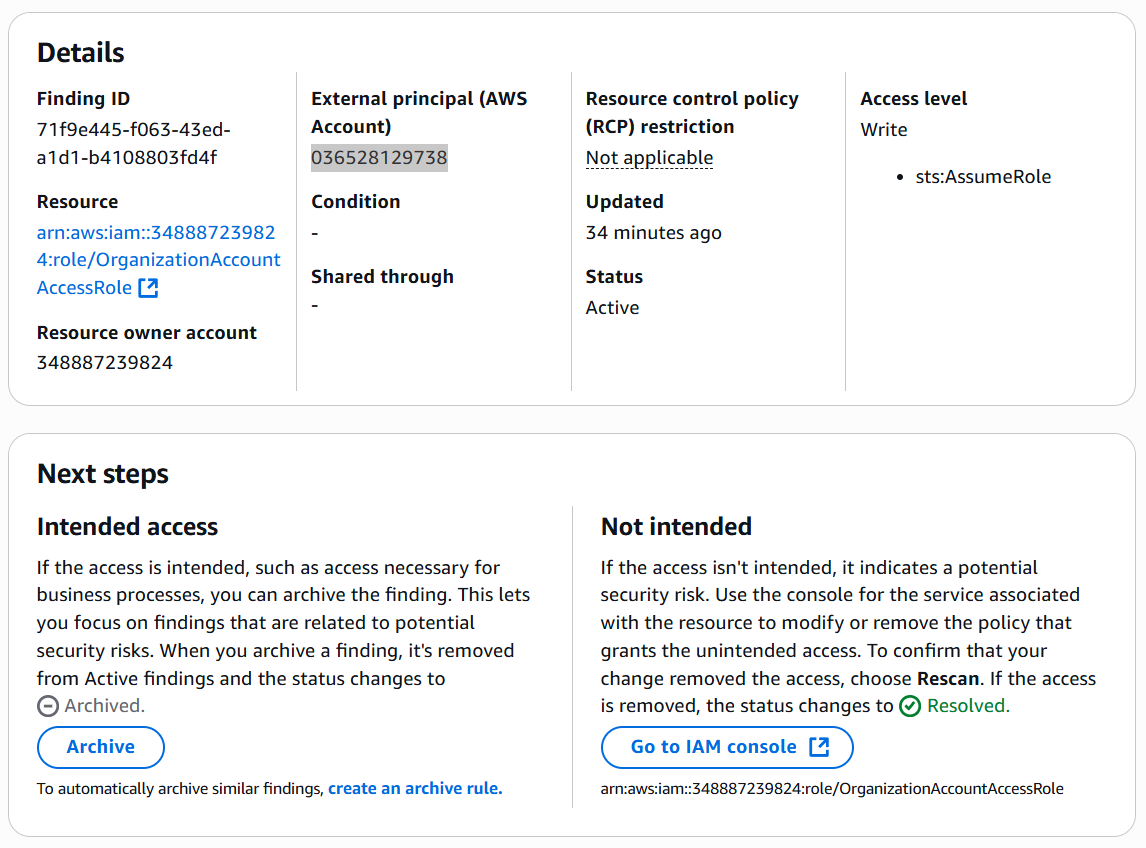 Details
Finding ID
71f9e445-f063-43ed-
a1d1-b4108803fd4f
Resource
arn:aws:iam::34888723982
4:role/OrganizationAccount
AccessRole
Resource owner account
348887239824
External principal (AWS
Account)
036528129738
Condition
-
Shared through
-
Resource control policy
(RCP) restriction
Not applicable
Updated
34 minutes ago
Status
Active
Access level
Write
• sts:AssumeRole
Next steps
Intended access
If the access is intended, such as access necessary for
business processes, you can archive the finding. This lets
you focus on findings that are related to potential
security risks. When you archive a finding, it's removed
from Active findings and the status changes to
Archived.
Archive
To automatically archive similar findings, create an archive rule.
Not intended
If the access isn't intended, it indicates a potential
security risk. Use the console for the service associated
with the resource to modify or remove the policy that
grants the unintended access. To confirm that your
change removed the access, choose Rescan. If the access
is removed, the status changes to Resolved.
Go to IAM console
arn:aws:iam::348887239824:role/OrganizationAccountAccessRole